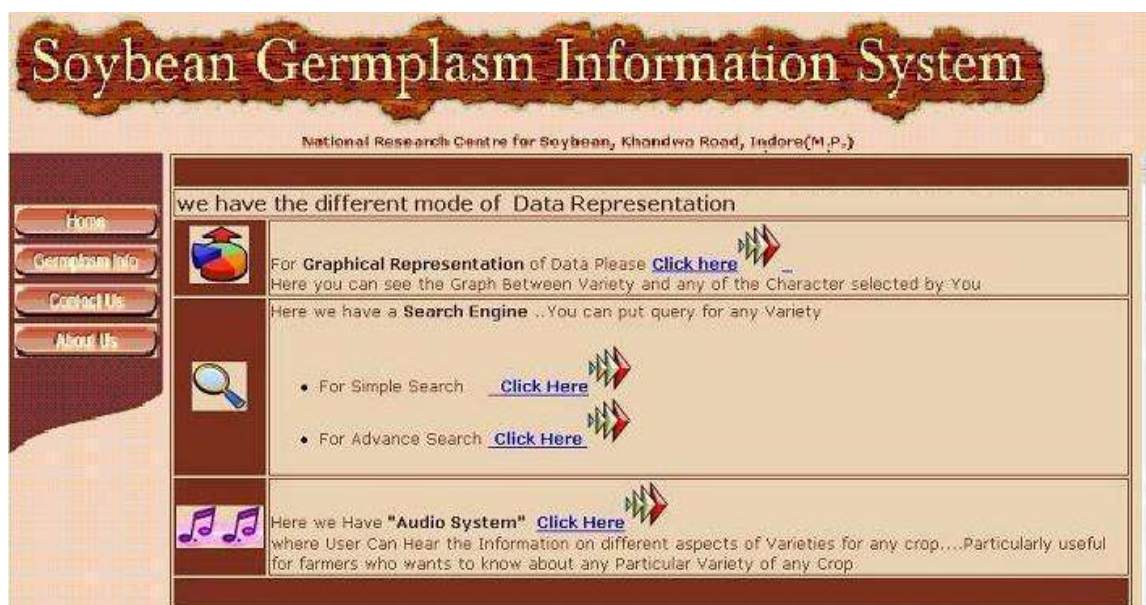 Soybean Germplasm Information System
National Research Centre for Soybean, Khandwa Road, Indore(M.P.)
Home
Germplasm Info
Contact Us
About Us
we have the different mode of Data Representation
For Graphical Representation of Data Please Click here
Here you can see the Graph Between Variety and any of the Character selected by You
Here we have a Search Engine ..You can put query for any Variety
• For Simple Search Click Here
• For Advance Search Click Here
Here we Have "Audio System" Click Here
where User Can Hear the Information on different aspects of Varieties for any crop....Particularly useful
for farmers who wants to know about any Particular Variety of any Crop